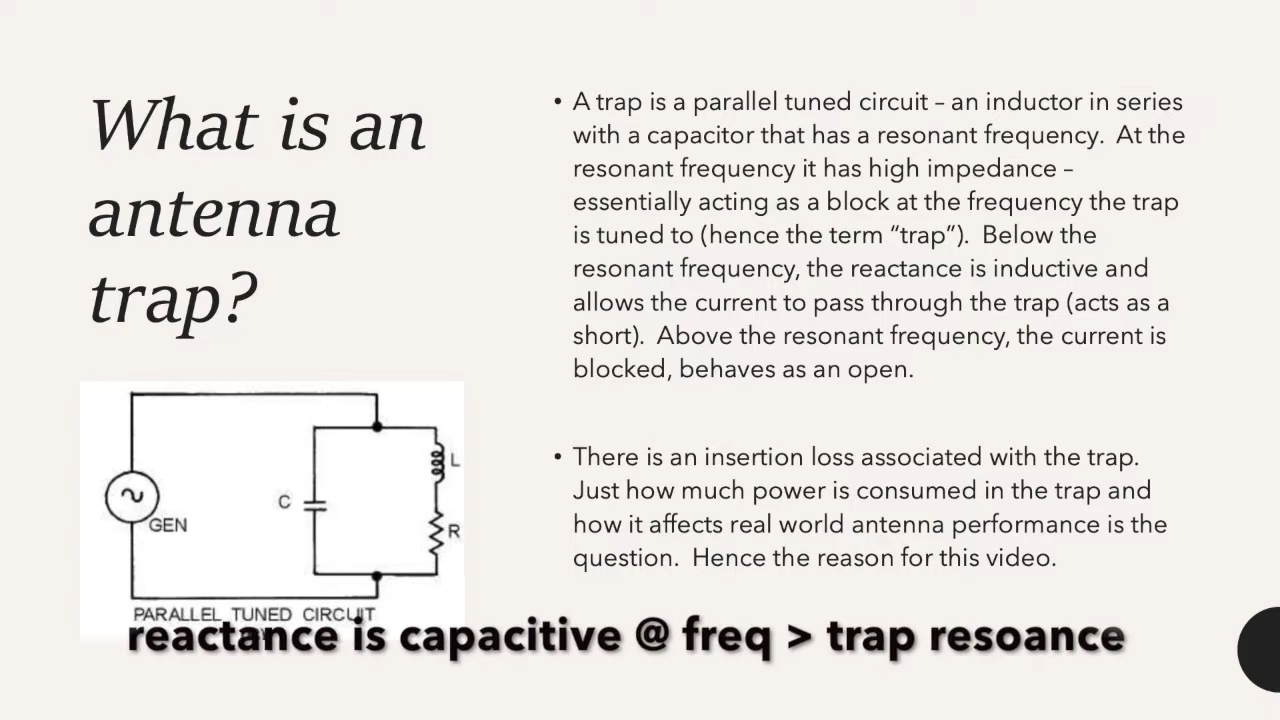 What is an
antenna
trap?
• A trap is a parallel tuned circuit – an inductor in series
with a capacitor that has a resonant frequency.  At the
resonant frequency it has high impedance –
essentially acting as a block at the frequency the trap
is tuned to (hence the term “trap”).  Below the
resonant frequency, the reactance is inductive and
allows the current to pass through the trap (acts as a
short).  Above the resonant frequency, the current is
blocked, behaves as an open.
• There is an insertion loss associated with the trap.
Just how much power is consumed in the trap and
how it affects real world antenna performance is the
question.  Hence the reason for this video.
GEN
C
L
R
PARALLEL TUNED CIRCUIT
reactance is capacitive @ freq > trap resoance